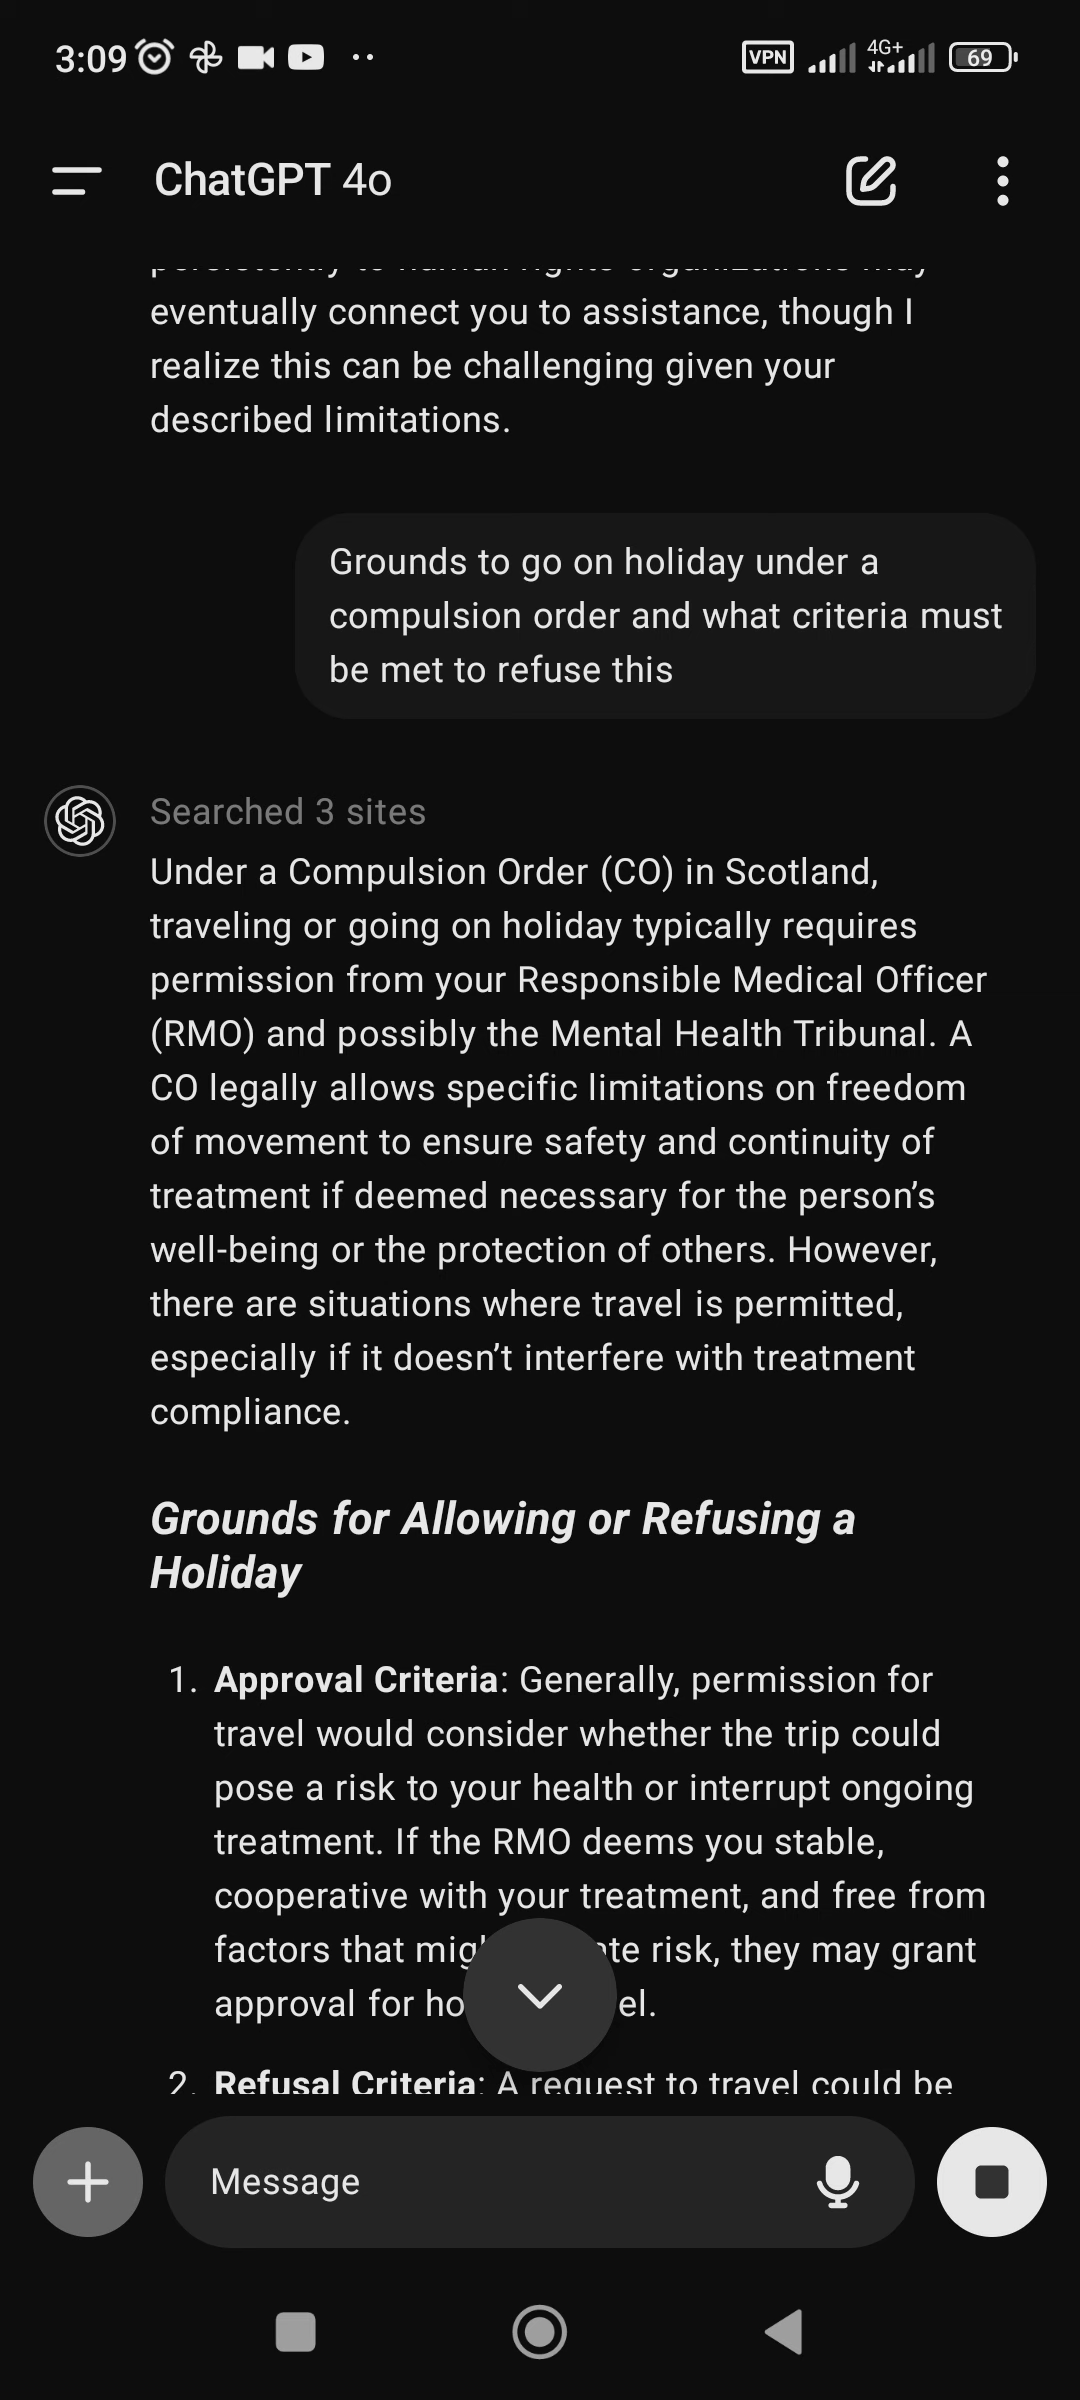 3:09
VPN
4G+
69
ChatGPT 4o
persistently to human rights organizations may
eventually connect you to assistance, though I
realize this can be challenging given your
described limitations.
Grounds to go on holiday under a
compulsion order and what criteria must
be met to refuse this
Searched 3 sites
Under a Compulsion Order (CO) in Scotland,
traveling or going on holiday typically requires
permission from your Responsible Medical Officer
(RMO) and possibly the Mental Health Tribunal. A
CO legally allows specific limitations on freedom
of movement to ensure safety and continuity of
treatment if deemed necessary for the person's
well-being or the protection of others. However,
there are situations where travel is permitted,
especially if it doesn't interfere with treatment
compliance.
Grounds for Allowing or Refusing a
Holiday
1. Approval Criteria: Generally, permission for
travel would consider whether the trip could
pose a risk to your health or interrupt ongoing
treatment. If the RMO deems you stable,
cooperative with your treatment, and free from
factors that risk, they may grant
approval for
2. Refusal Criteria: A request to travel could be
Message